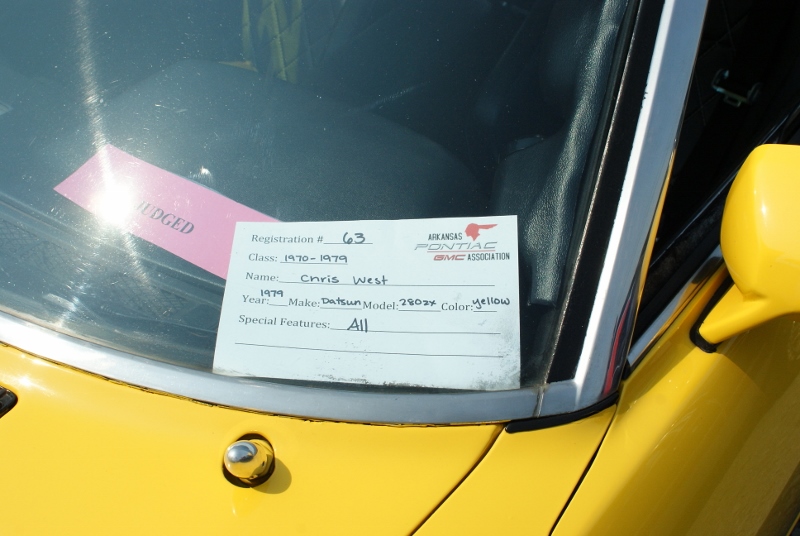 JUDGED
Registration # 63
ARKANSAS
PONTIAC
GMC ASSOCIATION
Class: 1970-1979
Name: Chris West
Year: 1979 Make: Datsun Model: 280zx Color: yellow
Special Features: All